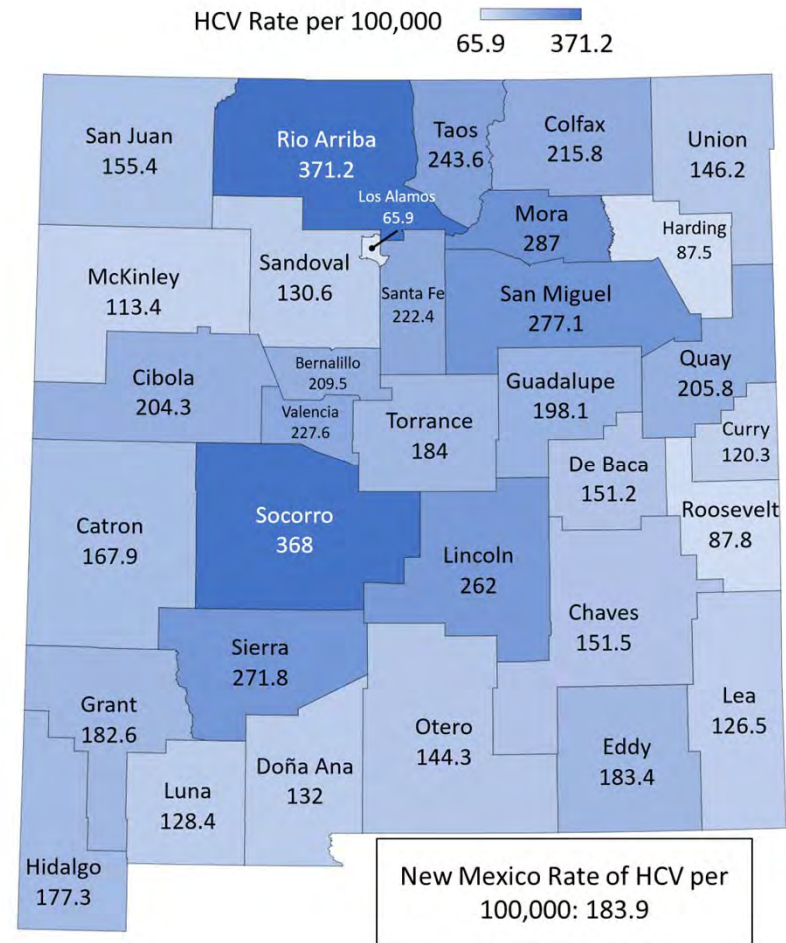 HCV Rate per 100,000
65.9 371.2
San Juan
155.4
Rio Arriba
371.2
Taos
243.6
Colfax
215.8
Union
146.2
Los Alamos
65.9
Mora
287
Harding
87.5
McKinley
113.4
Sandoval
130.6
Santa Fe
222.4
San Miguel
277.1
Cibola
204.3
Bernalillo
209.5
Valencia
227.6
Torrance
184
Guadalupe
198.1
Quay
205.8
Curry
120.3
De Baca
151.2
Roosevelt
87.8
Catron
167.9
Socorro
368
Lincoln
262
Chaves
151.5
Sierra
271.8
Grant
182.6
Otero
144.3
Lea
126.5
Eddy
183.4
Doña Ana
132
Luna
128.4
Hidalgo
177.3
New Mexico Rate of HCV per
100,000: 183.9